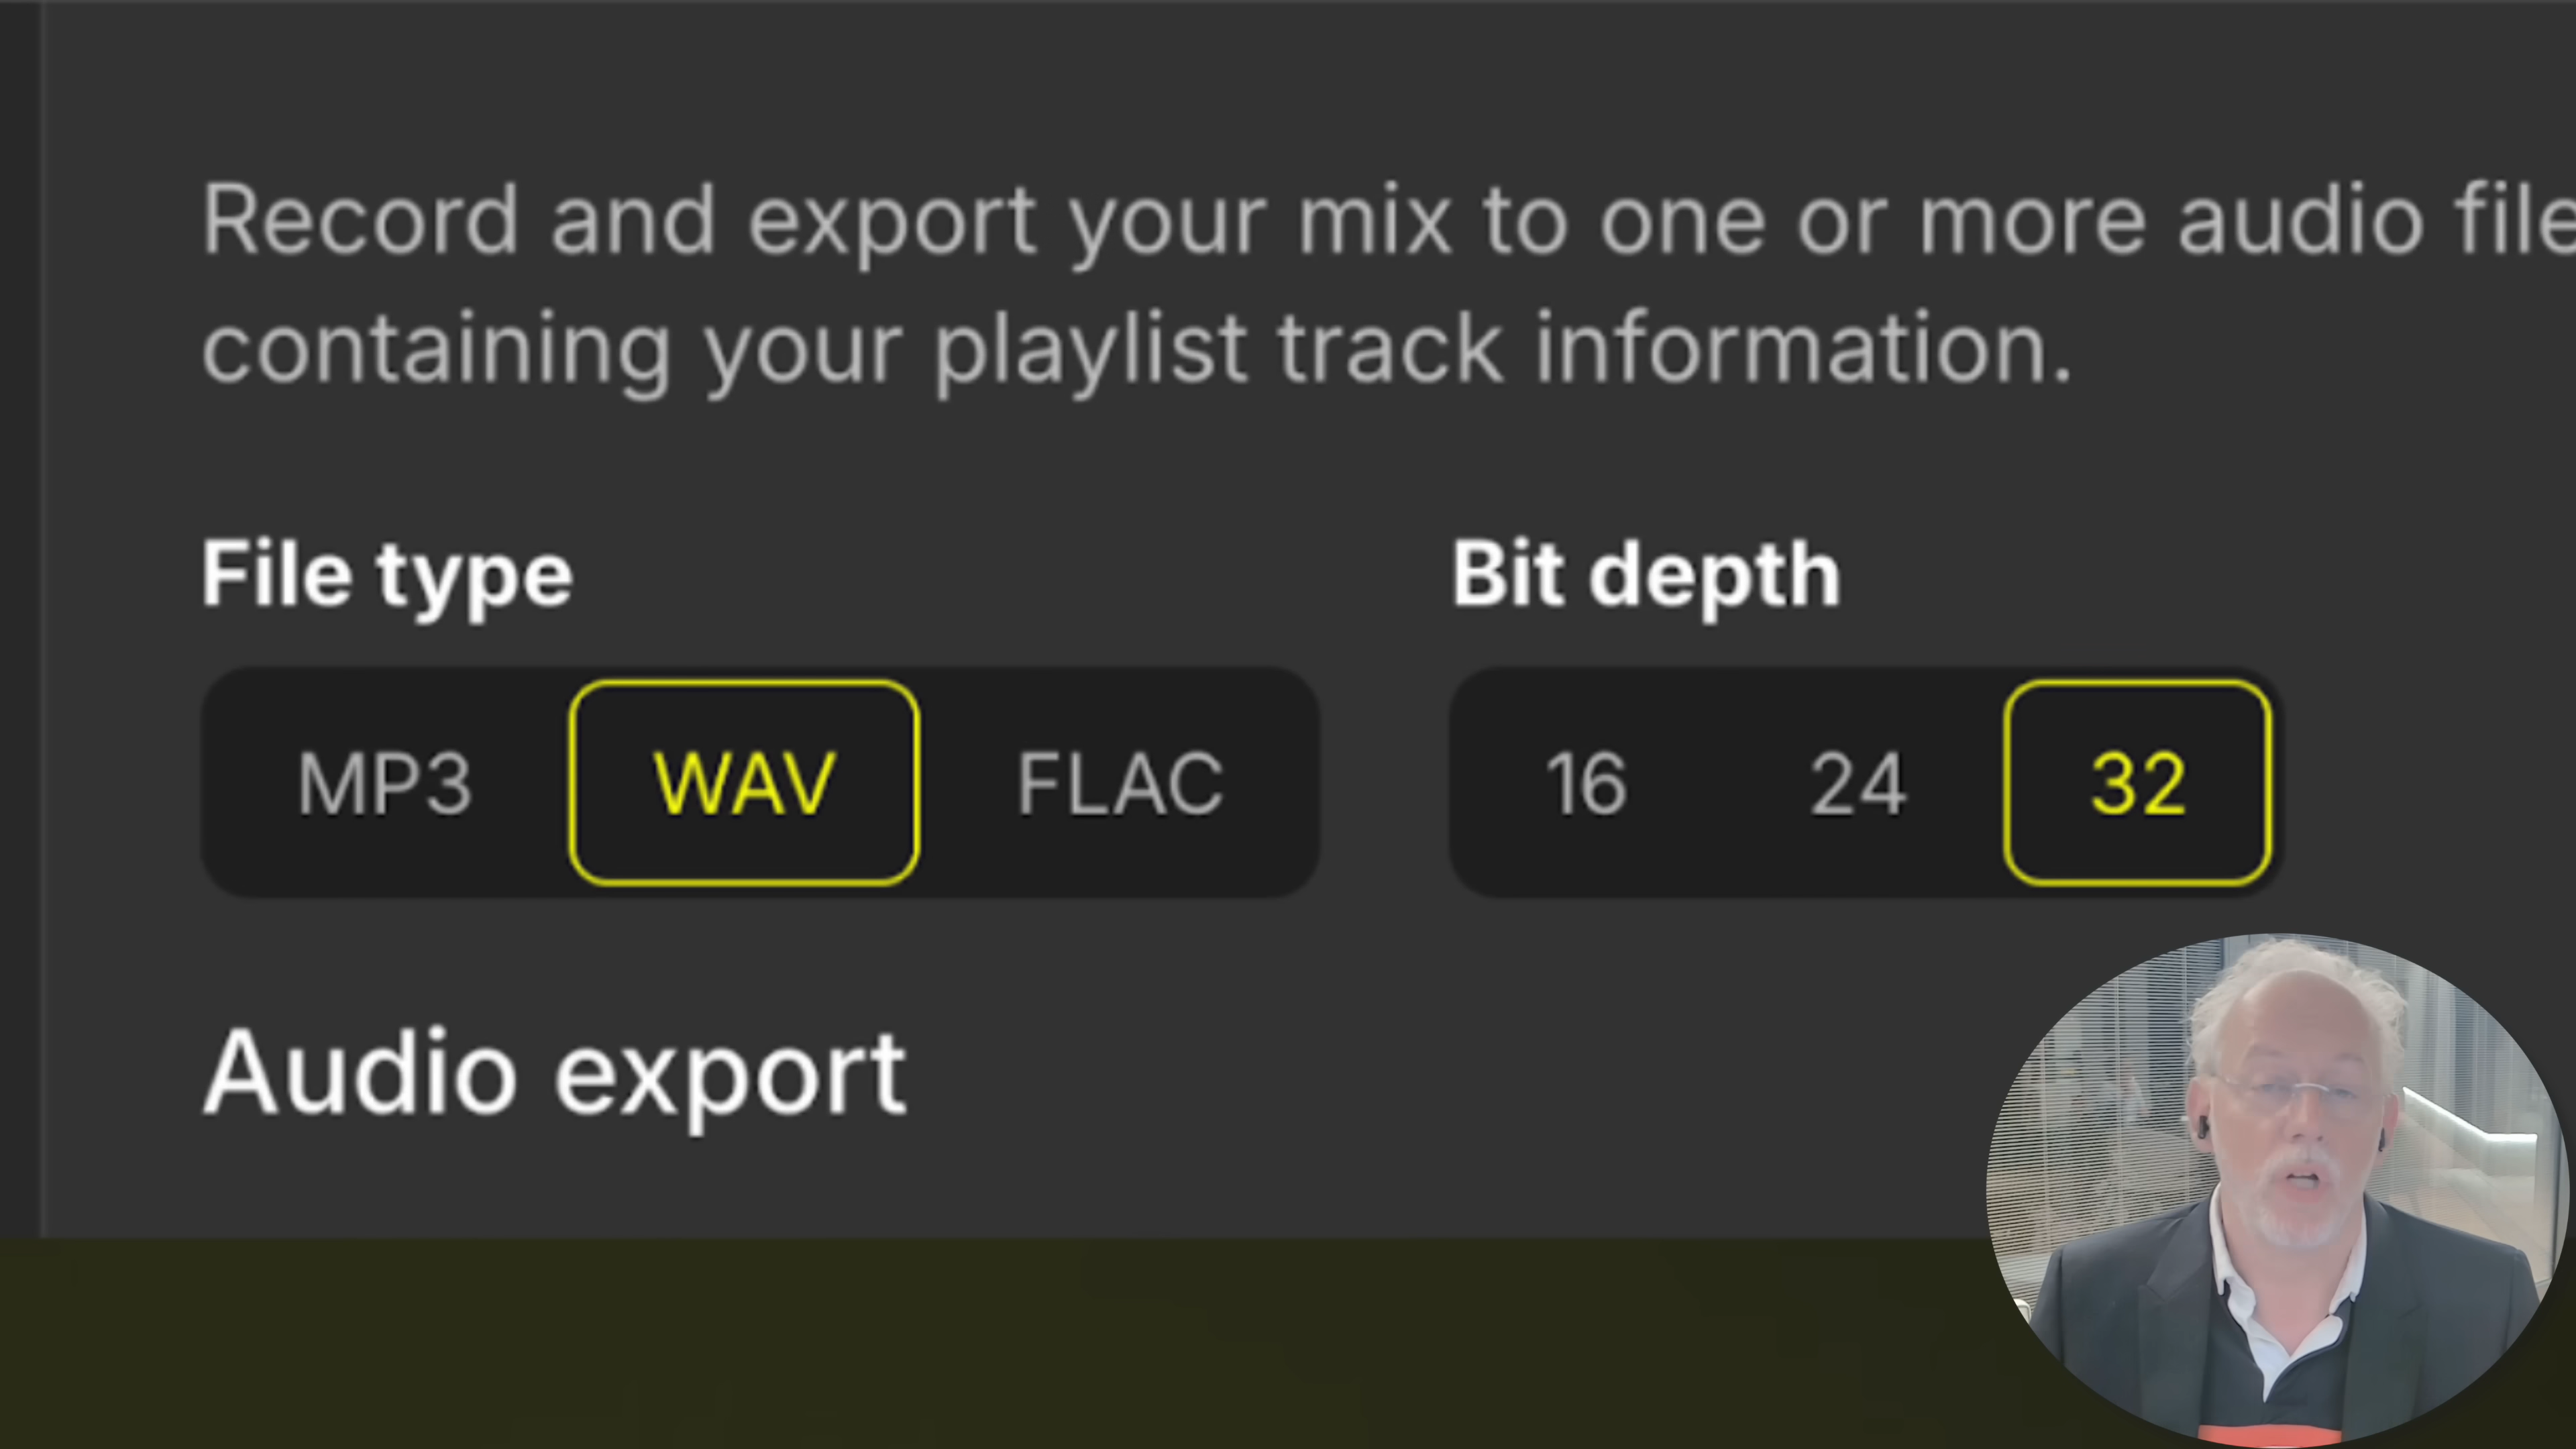 Record and export your mix to one or more audio file
containing your playlist track information.
File type
Bit depth
MP3 WAV FLAC
16 24 32
Audio export